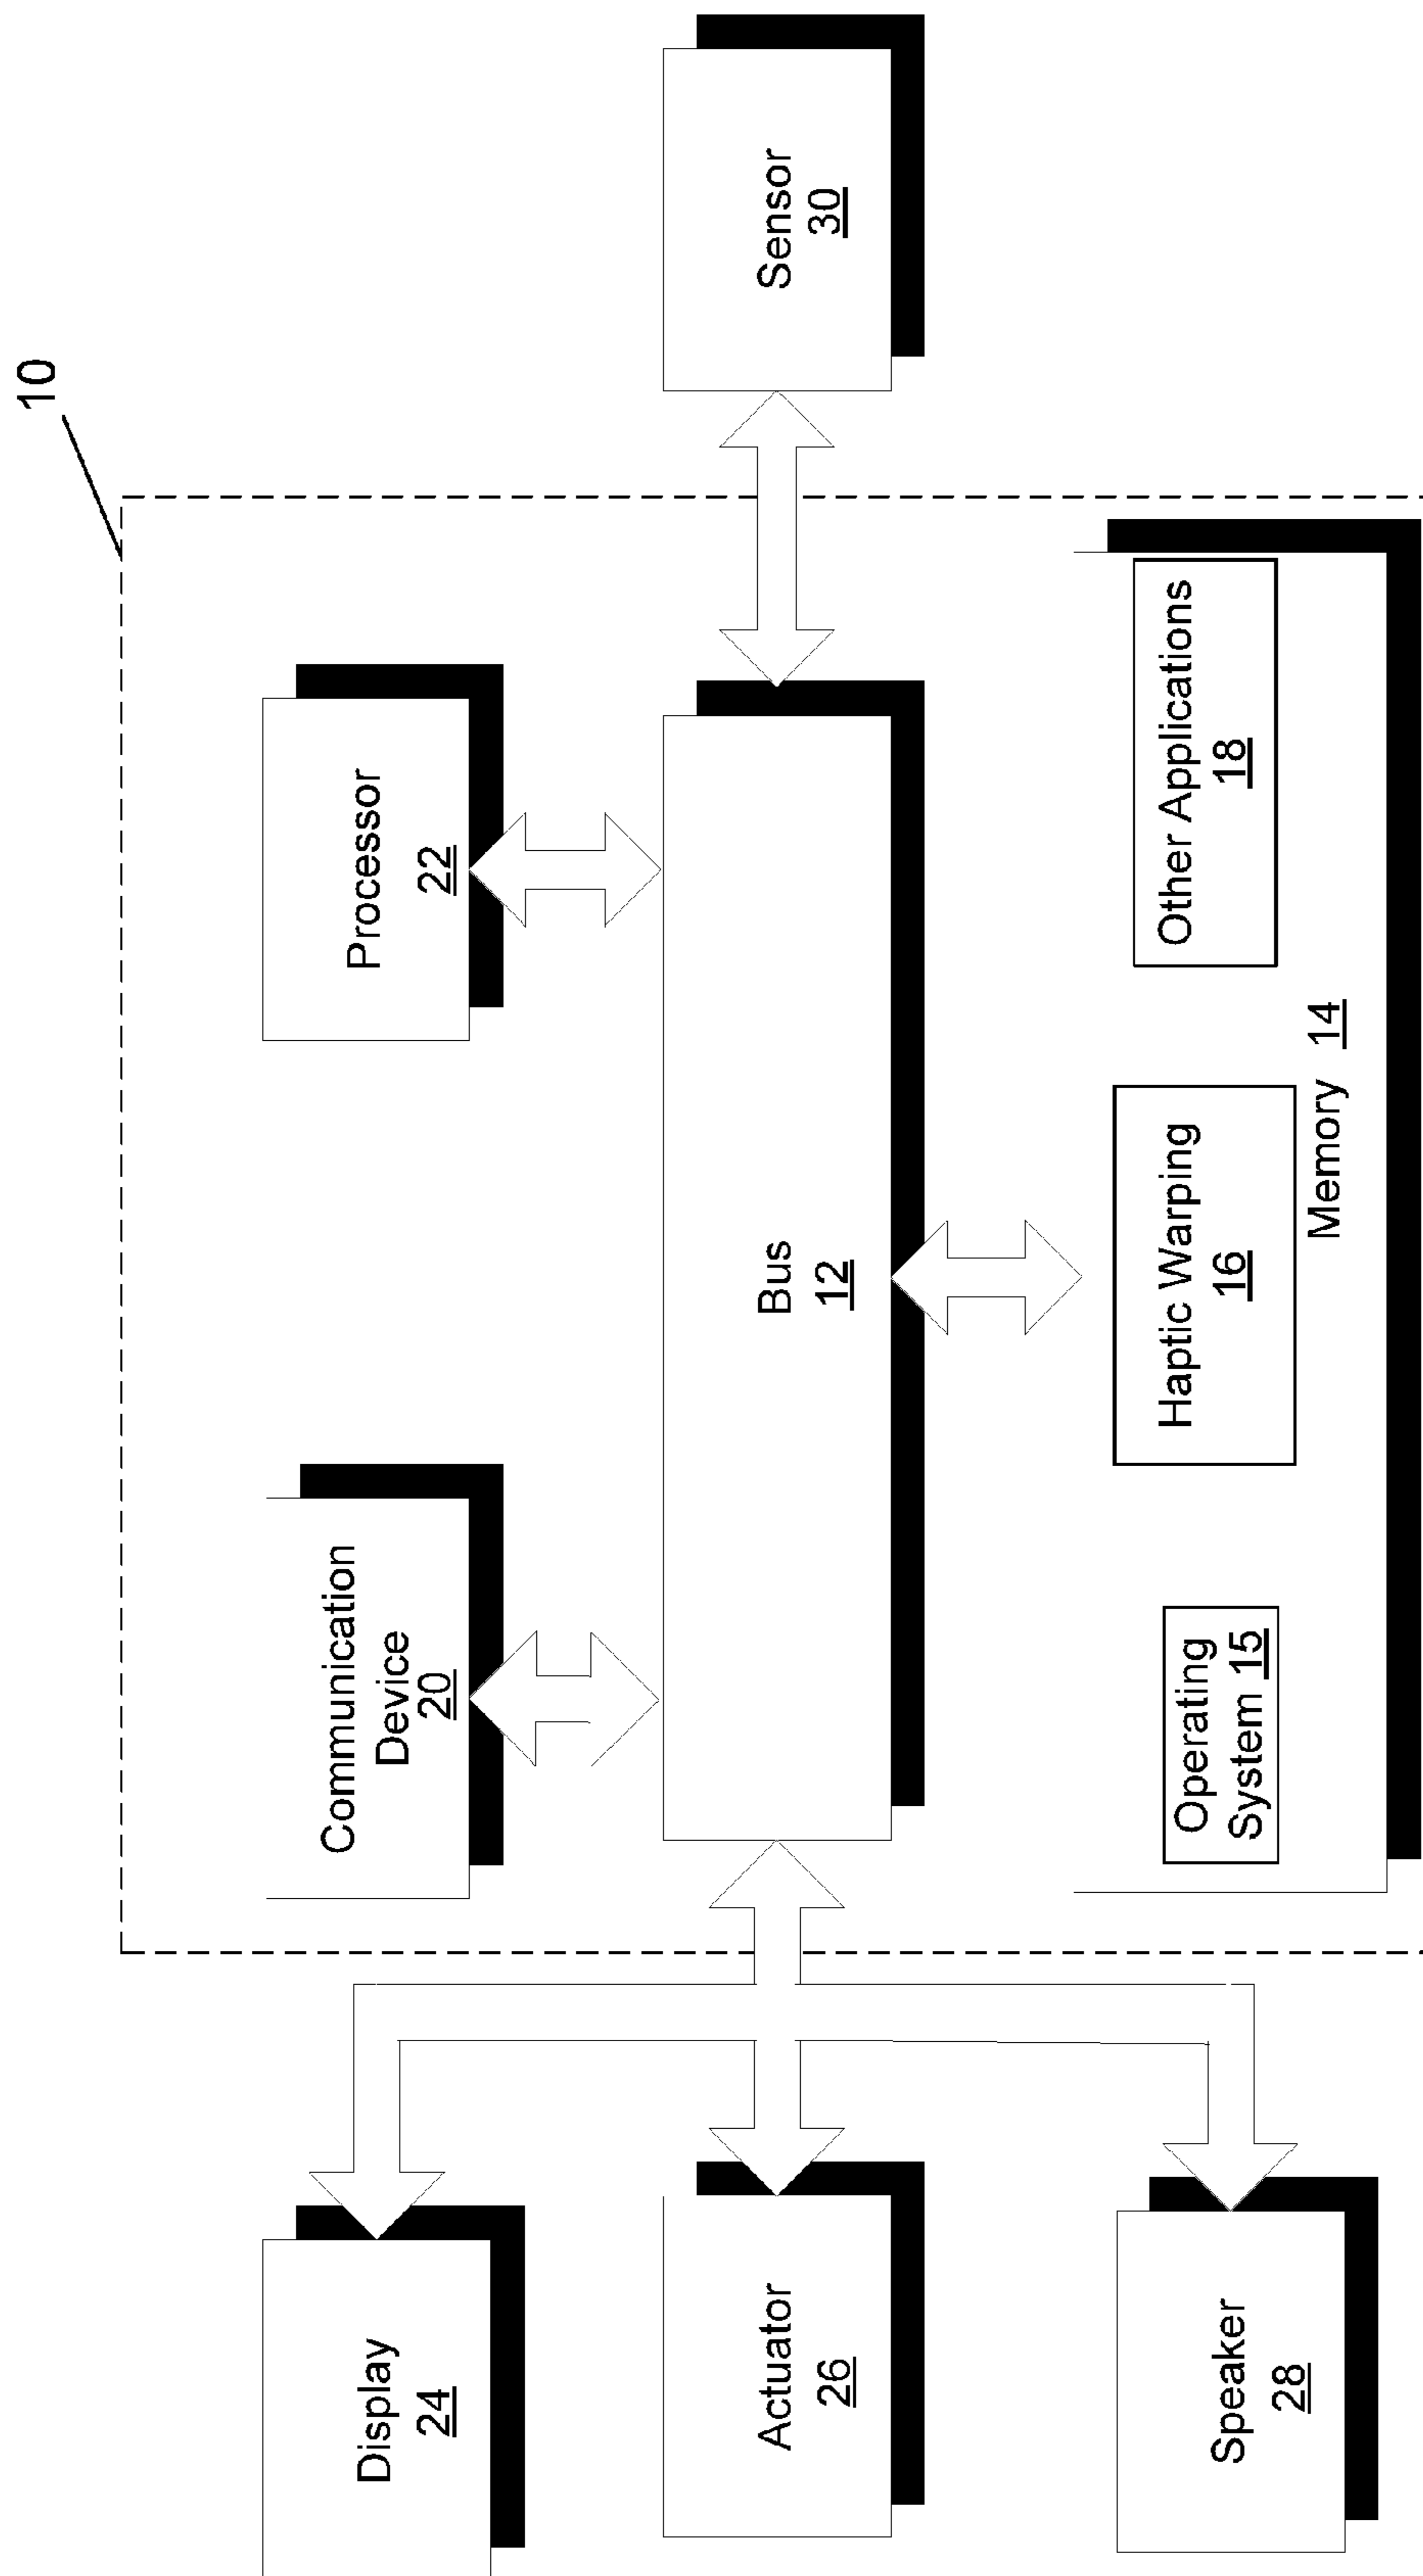 10
Communication
Device
20
Processor
22
Display
24
Bus
12
Actuator
26
Sensor
30
Operating
System 15
Haptic Warping
16
Other Applications
18
Memory 14
Speaker
28